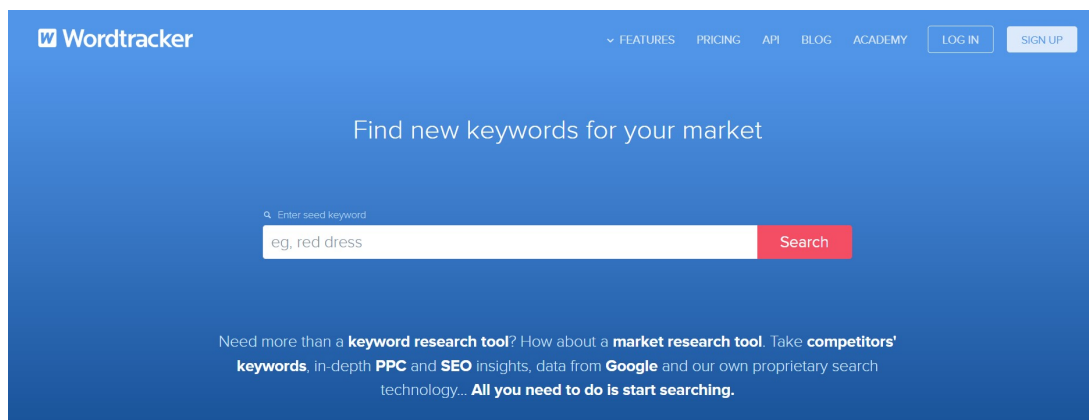 W Wordtracker
FEATURES PRICING API BLOG ACADEMY LOG IN SIGN UP
Find new keywords for your market
Enter seed keyword
eg, red dress Search
Need more than a keyword research tool? How about a market research tool. Take competitors'
keywords, in-depth PPC and SEO insights, data from Google and our own proprietary search
technology... All you need to do is start searching.